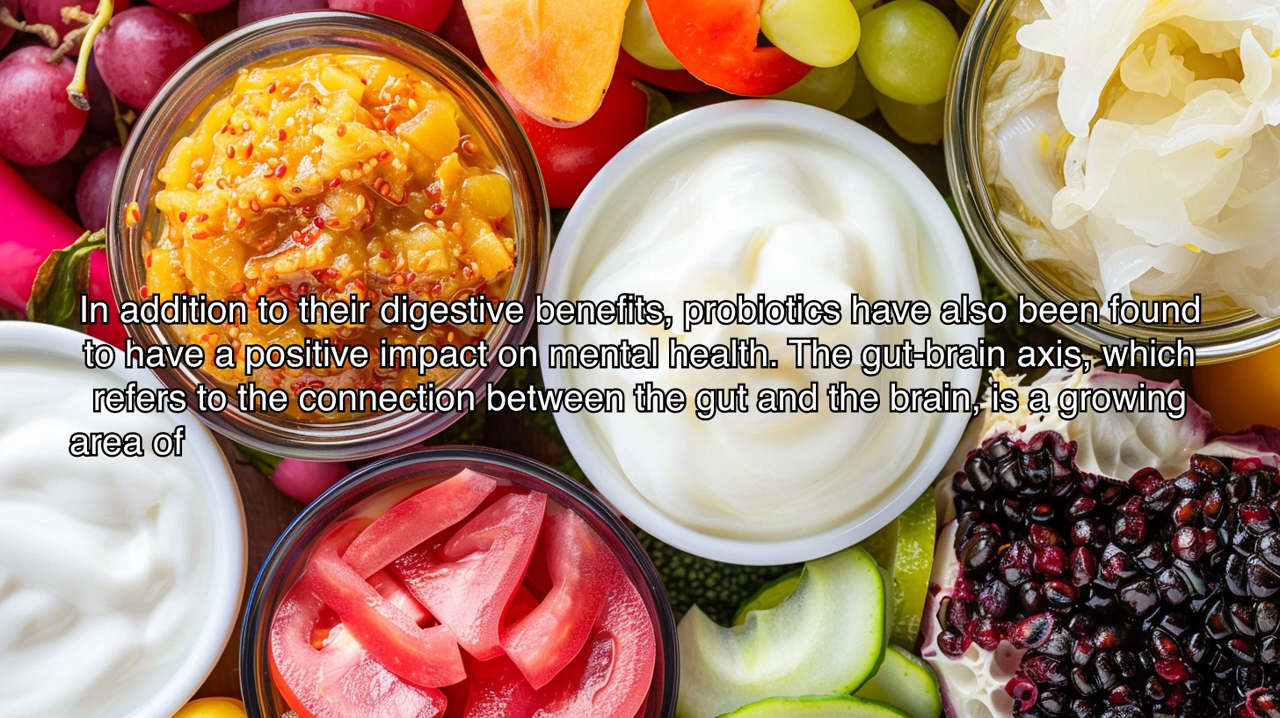 In addition to their digestive benefits, probiotics have also been found
to have a positive impact on mental health. The gut-brain axis, which
refers to the connection between the gut and the brain, is a growing
area of